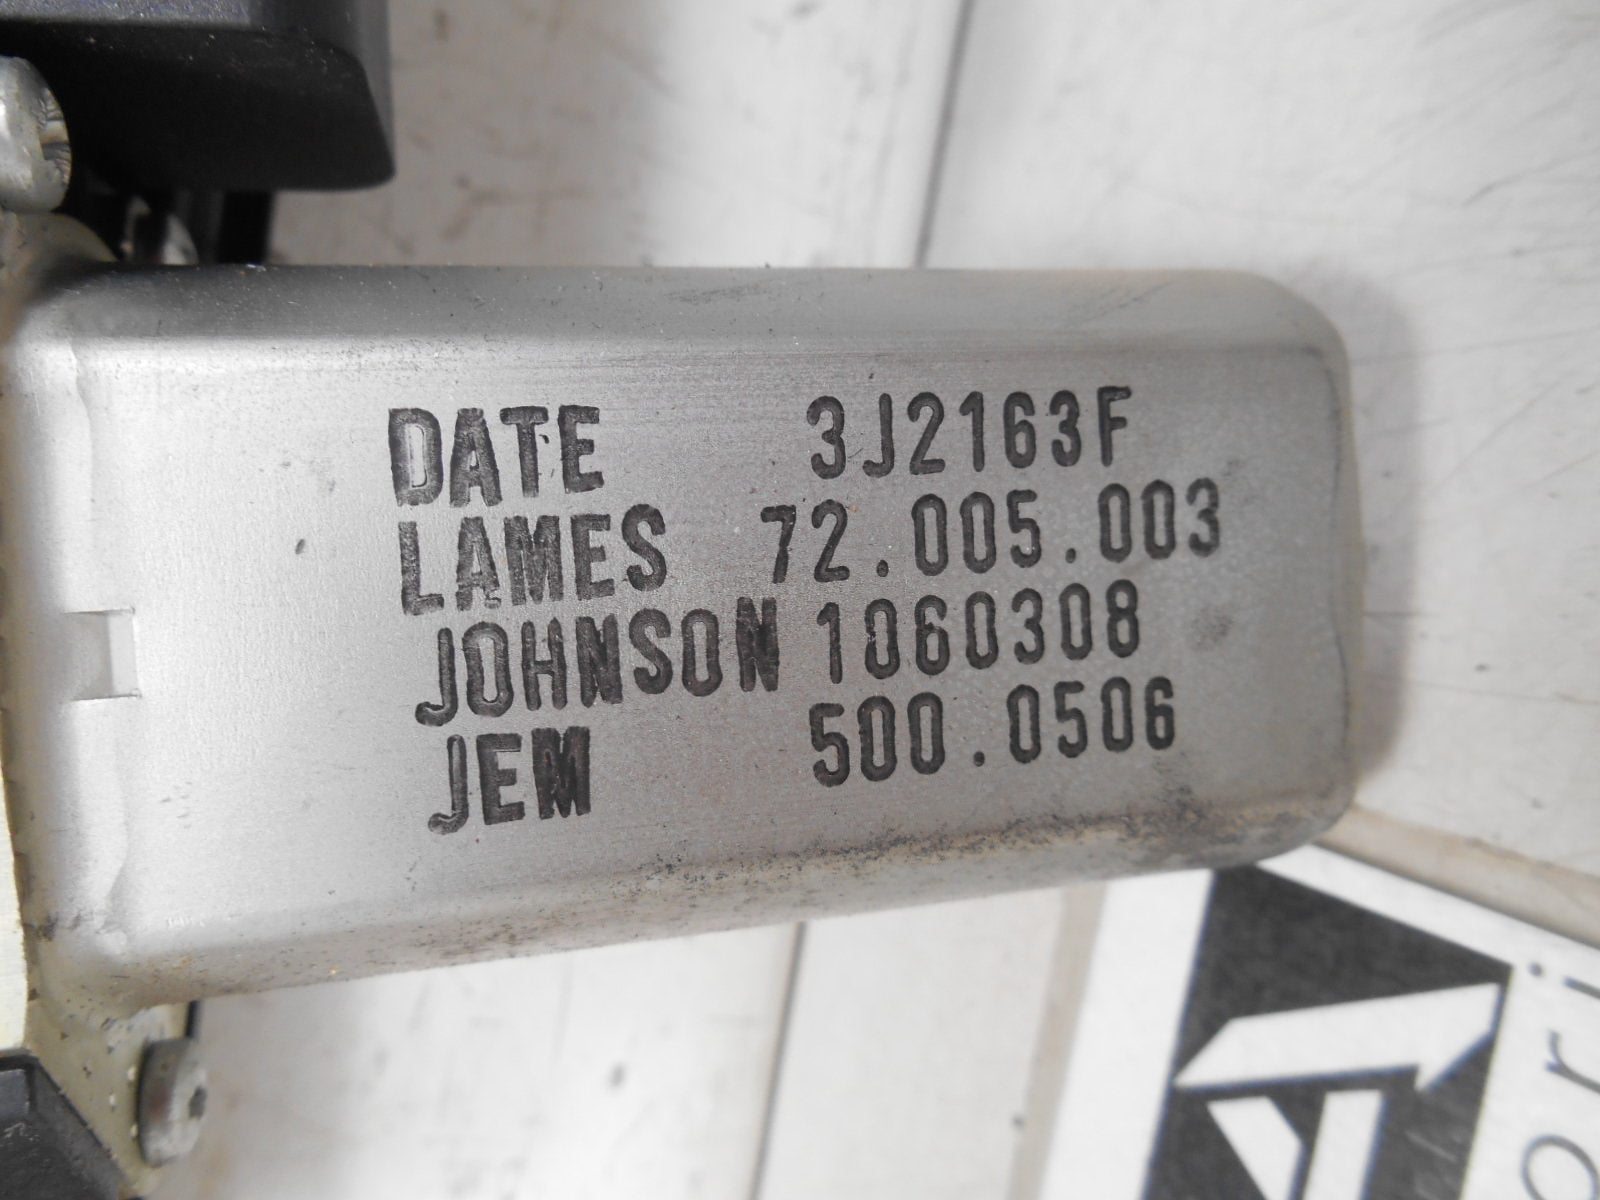 DATE 3J2163F
LAMES 72.005.003
JOHNSON 1060308
JEM 500.0506